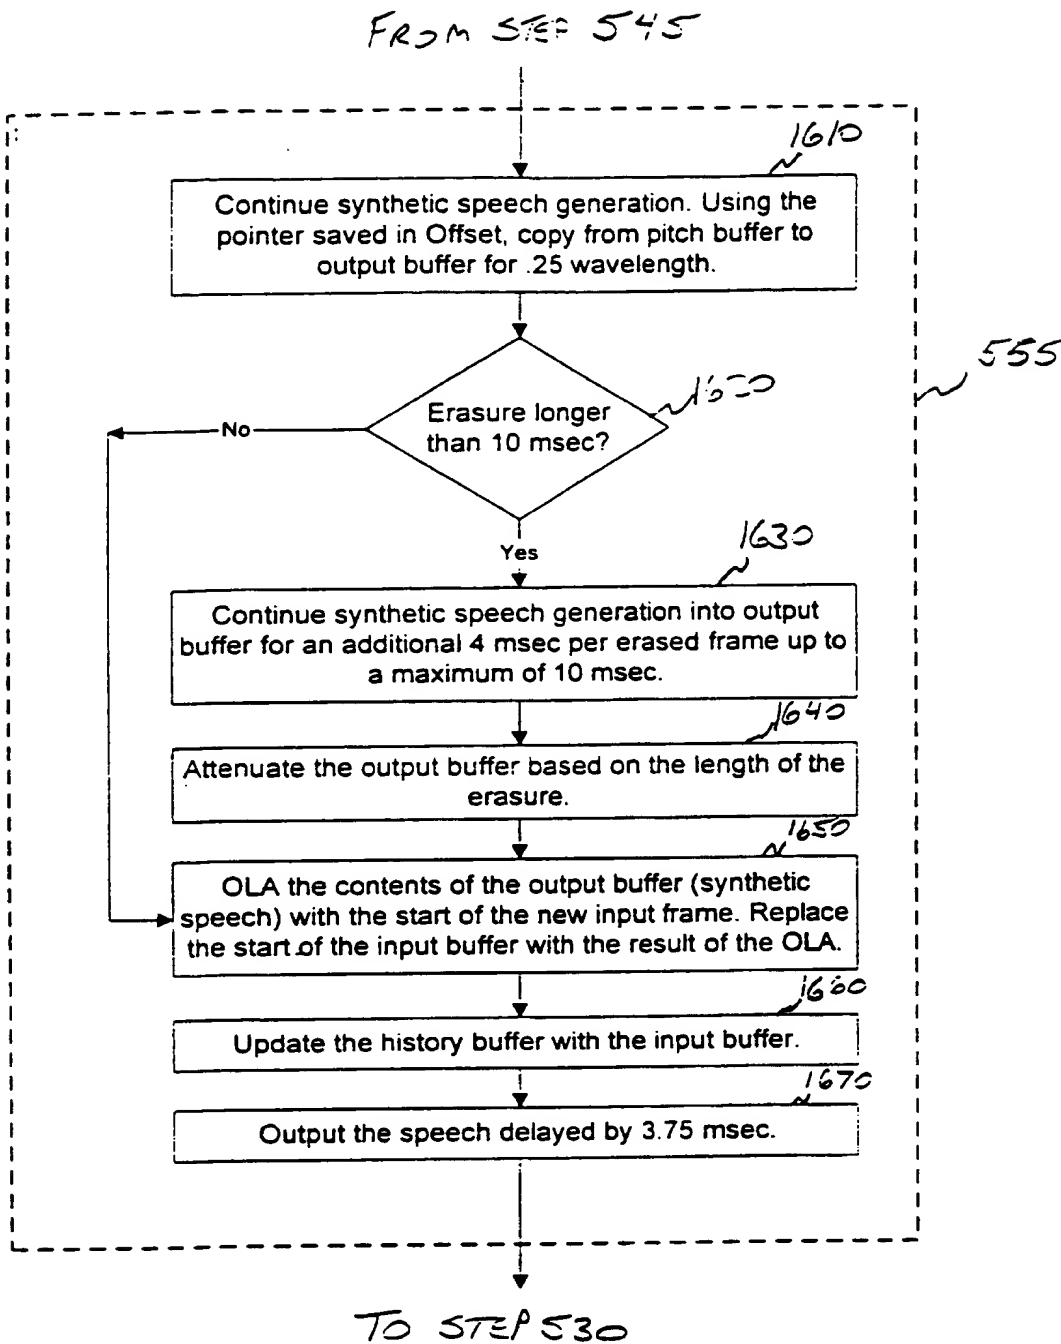 FROM STEP 545
1610
Continue synthetic speech generation. Using the
pointer saved in Offset, copy from pitch buffer to
output buffer for .25 wavelength.
555
1620
Erasure longer
than 10 msec?
No
Yes
1630
Continue synthetic speech generation into output
buffer for an additional 4 msec per erased frame up to
a maximum of 10 msec.
1640
Attenuate the output buffer based on the length of the
erasure.
1650
OLA the contents of the output buffer (synthetic
speech) with the start of the new input frame. Replace
the start of the input buffer with the result of the OLA.
1660
Update the history buffer with the input buffer.
1670
Output the speech delayed by 3.75 msec.
TO STEP 530